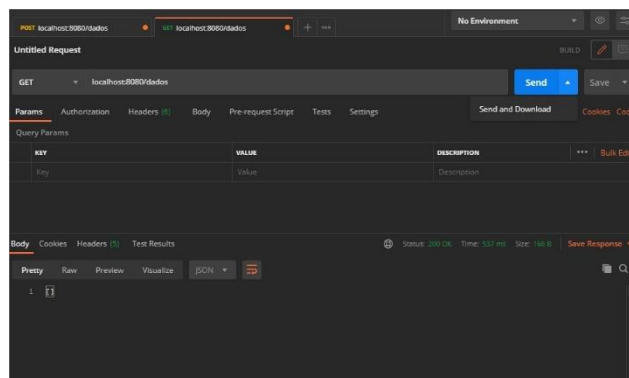 POST localhost:8080/dados GET localhost:8080/dados + ••• No Environment
Untitled Request BUILD
GET localhost:8080/dados Send Save
Params Authorization Headers (6) Body Pre-request Script Tests Settings Send and Download Cookies
Query Params
KEY VALUE DESCRIPTION ••• Bulk Edi
Key Value Description
Body Cookies Headers (5) Test Results Status: 200 OK Time: 537 ms Size: 166 B Save Response
Pretty Raw Preview Visualize JSON
1 []